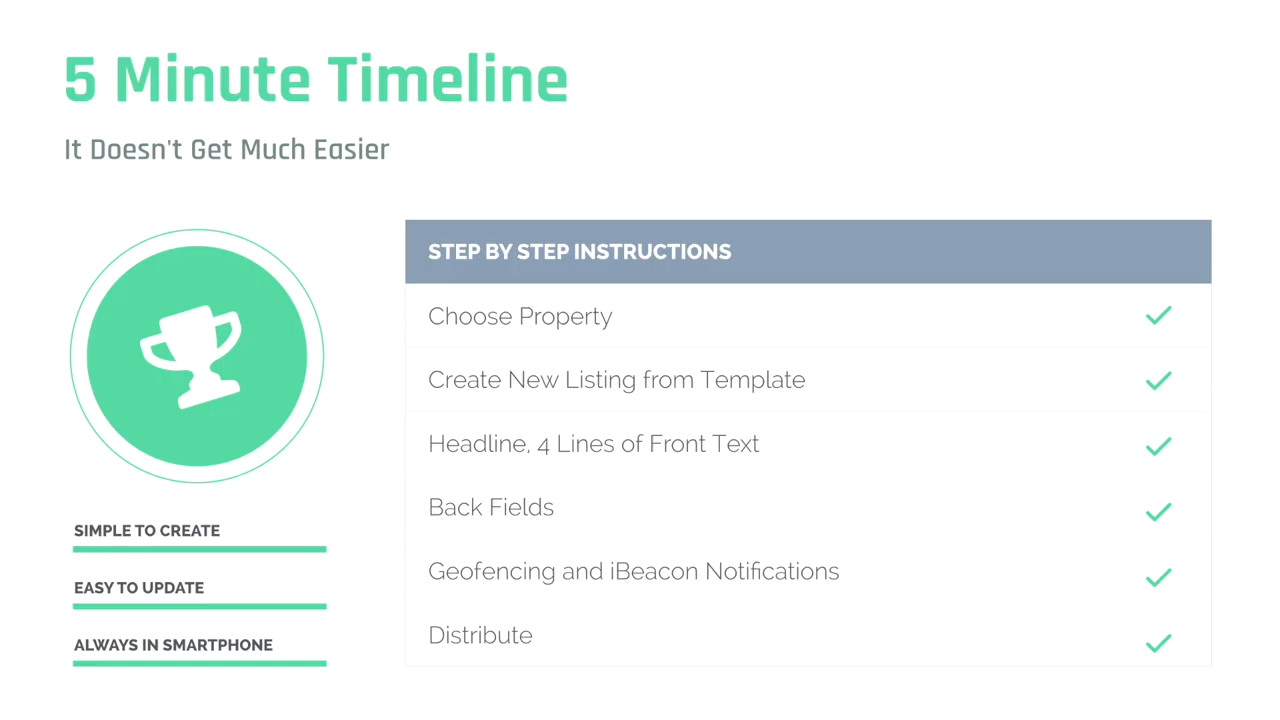 5 Minute Timeline
It Doesn't Get Much Easier
SIMPLE TO CREATE
EASY TO UPDATE
ALWAYS IN SMARTPHONE
STEP BY STEP INSTRUCTIONS
Choose Property
Create New Listing from Template
Headline, 4 Lines of Front Text
Back Fields
Geofencing and iBeacon Notifications
Distribute